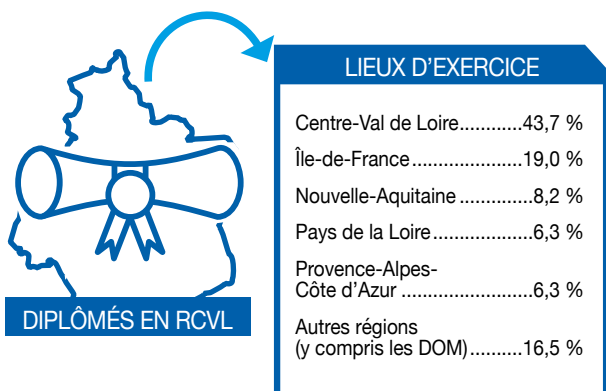 LIEUX D'EXERCICE
Centre-Val de Loire............43,7 %
Île-de-France.................19,0 %
Nouvelle-Aquitaine..............8,2 %
Pays de la Loire................6,3 %
Provence-Alpes-
Côte d'Azur....................6,3 %
Autres régions
(y compris les DOM)..........16,5 %
DIPLÔMÉS EN RCVL